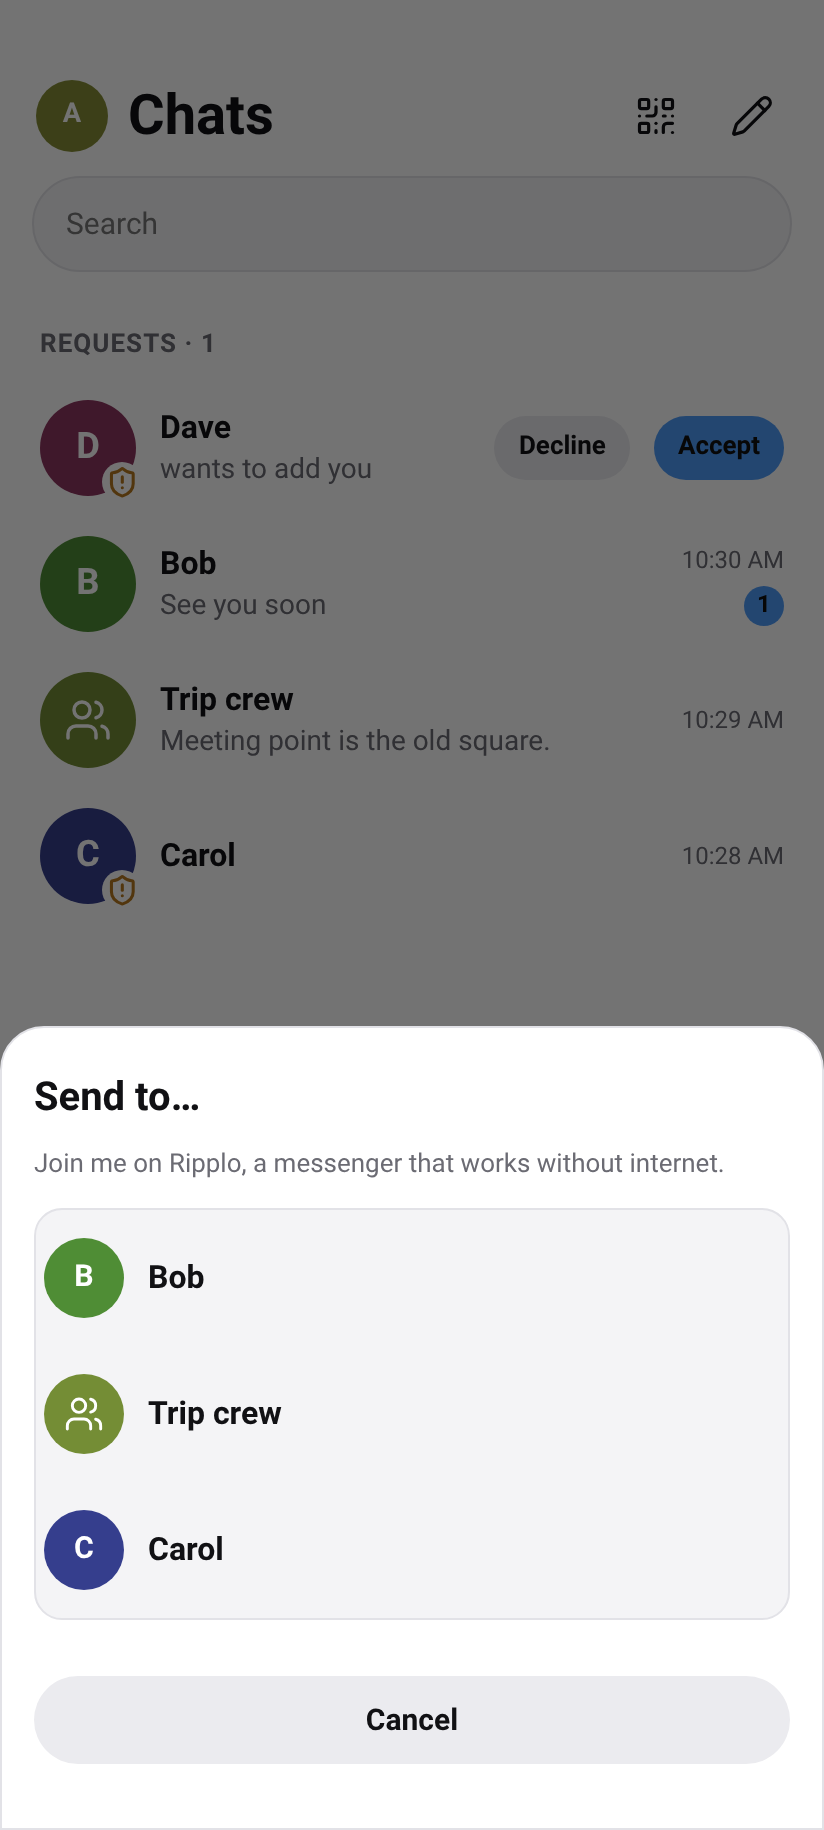 A
Chats
Search
REQUESTS · 1
D
Dave
wants to add you
Decline
Accept
B
Bob
See you soon
10:30 AM
1
Trip crew
Meeting point is the old square.
10:29 AM
C
Carol
10:28 AM
Send to…
Join me on Ripplo, a messenger that works without internet.
B
Bob
Trip crew
C
Carol
Cancel